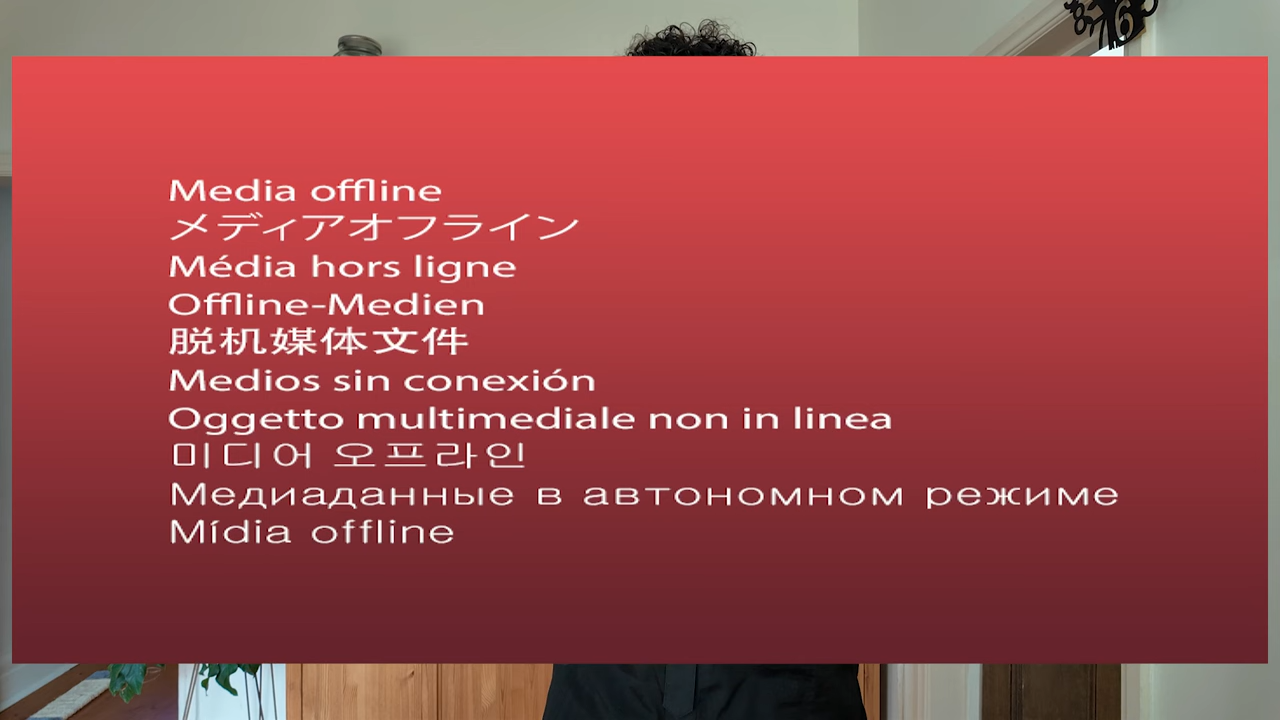 Media offline
メディアオフライン
Média hors ligne
Offline-Medien
脱机媒体文件
Medios sin conexión
Oggetto multimediale non in linea
미디어 오프라인
Медиаданные в автономном режиме
Mídia offline